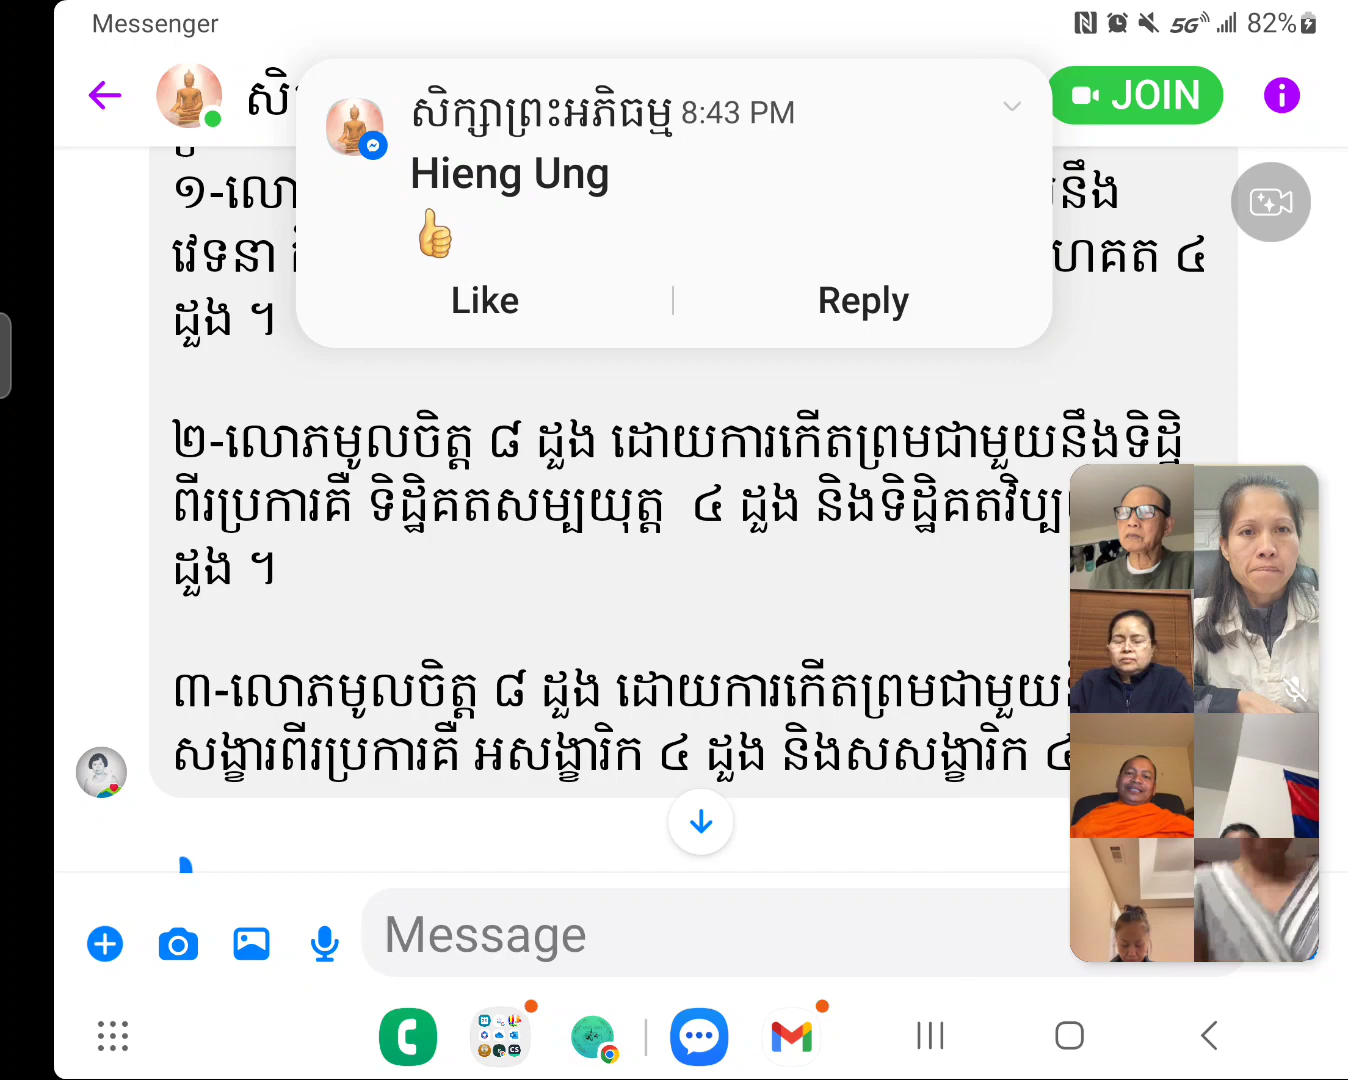 Messenger
5G
82%
សិ
សិក្សាព្រះអភិធម្ម 8:43 PM
JOIN
Hieng Ung
Like
Reply
១-លោ
នឹង
វេទនា
ហគត ៤
ដួង ។
២-លោភមូលចិត្ត ៨ ដួង ដោយការកើតព្រមជាមួយនឹងទិដ្ឋិ
ពីរប្រការគឺ ទិដ្ឋិគតសម្បយុត្ត ៤ ដួង និងទិដ្ឋិគតវិប្ប
ដួង ។
៣-លោភមូលចិត្ត ៨ ដួង ដោយការកើតព្រមជាមួយ
សង្ខារពីរប្រការគឺ អសង្ខារិក ៤ ដួង និងសសង្ខារិក ៤
Message